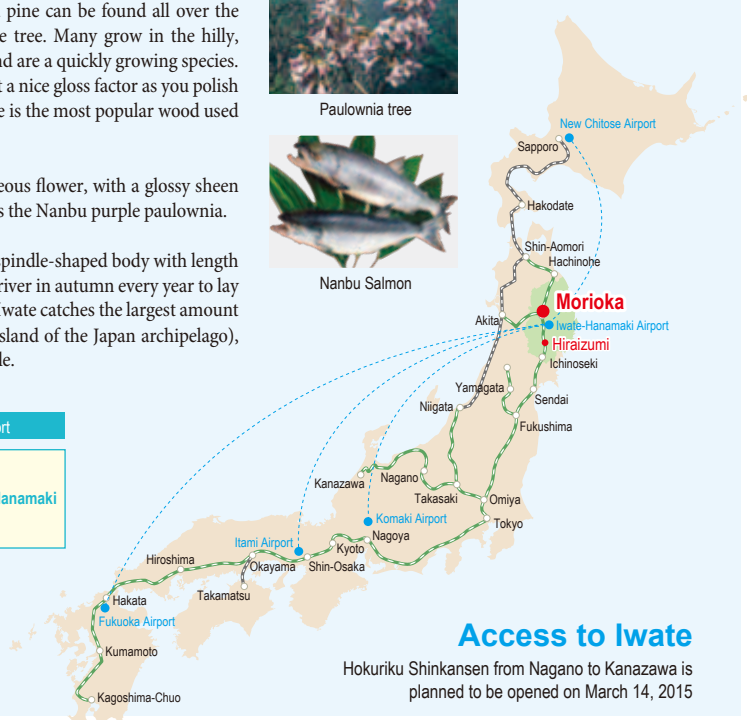 pine can be found all over the
e tree. Many grow in the hilly,
nd are a quickly growing species.
t a nice gloss factor as you polish
e is the most popular wood used
eous flower, with a glossy sheen
s the Nanbu purple paulownia.
spindle-shaped body with length
river in autumn every year to lay
Iwate catches the largest amount
sland of the Japan archipelago),
le.
rt
Hanamaki
Paulownia tree
Nanbu Salmon
New Chitose Airport
Sapporo
Hakodate
Shin-Aomori
Hachinohe
Morioka
Akita
Iwate-Hanamaki Airport
Hiraizumi
Ichinoseki
Yamagata
Niigata
Sendai
Fukushima
Kanazawa
Nagano
Takasaki
Omiya
Komaki Airport
Tokyo
Nagoya
Itami Airport
Kyoto
Hiroshima
Okayama
Shin-Osaka
Takamatsu
Hakata
Fukuoka Airport
Kumamoto
Kagoshima-Chuo
Access to Iwate
Hokuriku Shinkansen from Nagano to Kanazawa is
planned to be opened on March 14, 2015